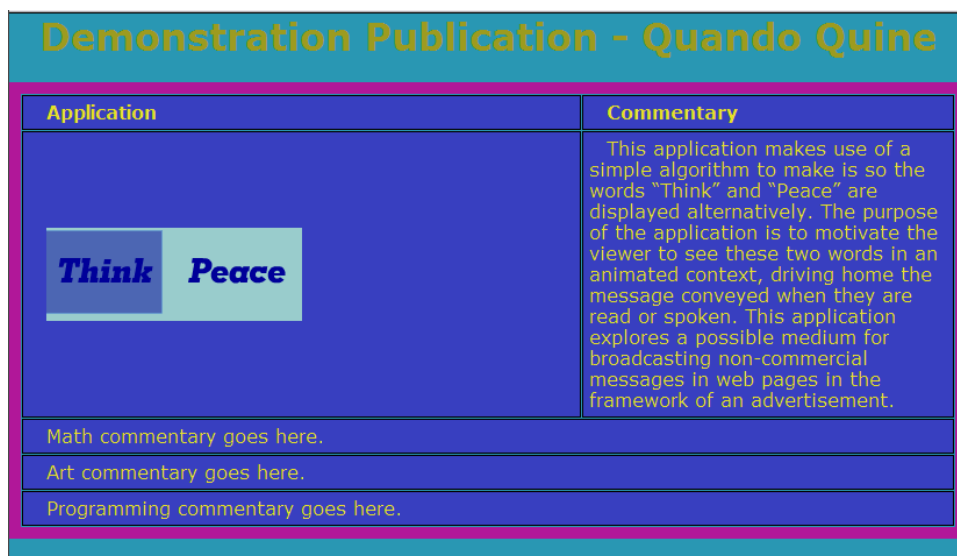 Demonstration Publication - Quando Quine
Application
Commentary
This application makes use of a
simple algorithm to make is so the
words “Think” and “Peace” are
displayed alternatively. The purpose
of the application is to motivate the
viewer to see these two words in an
animated context, driving home the
message conveyed when they are
read or spoken. This application
explores a possible medium for
broadcasting non-commercial
messages in web pages in the
framework of an advertisement.
Think Peace
Math commentary goes here.
Art commentary goes here.
Programming commentary goes here.